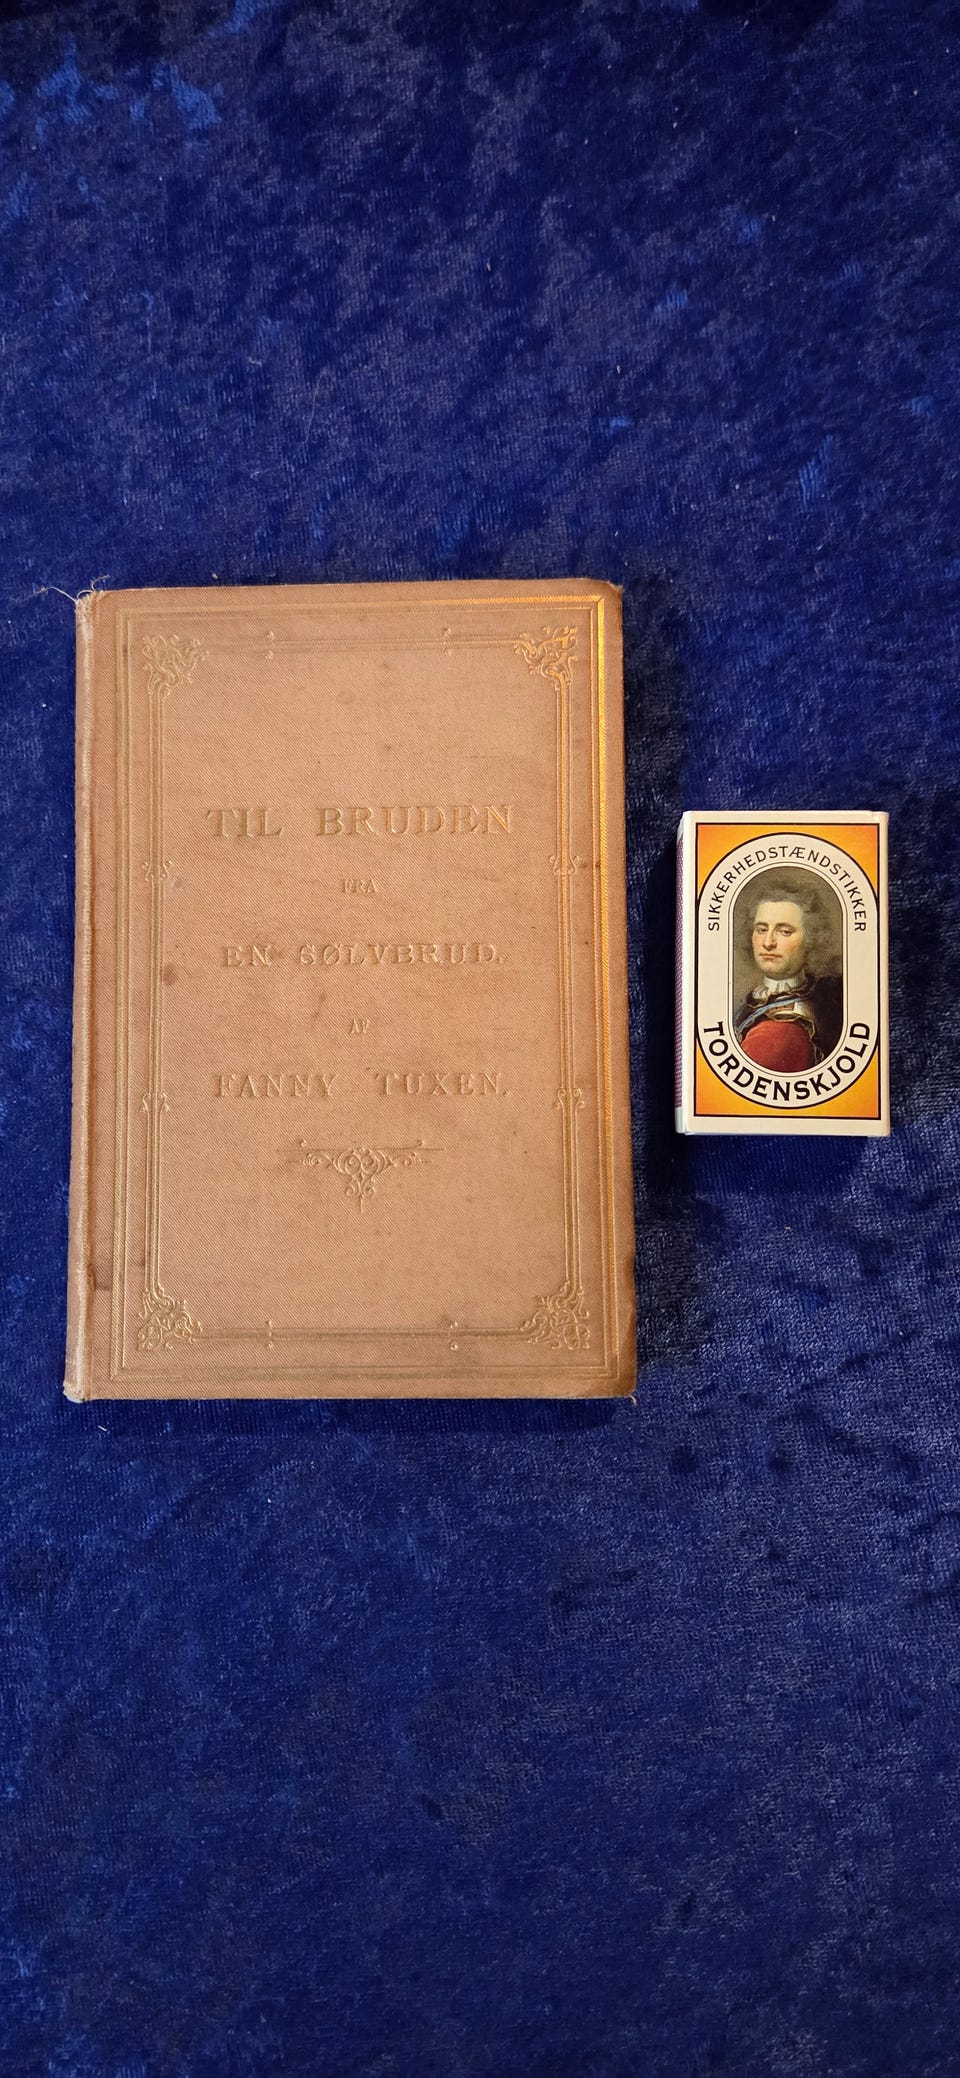 TIL BRUDEN
FRA
EN SØLVBRUD.
AF
FANNY TUXEN.
SIKKERHEDSTÆNDSTIKKER
TORDENSKJOLD